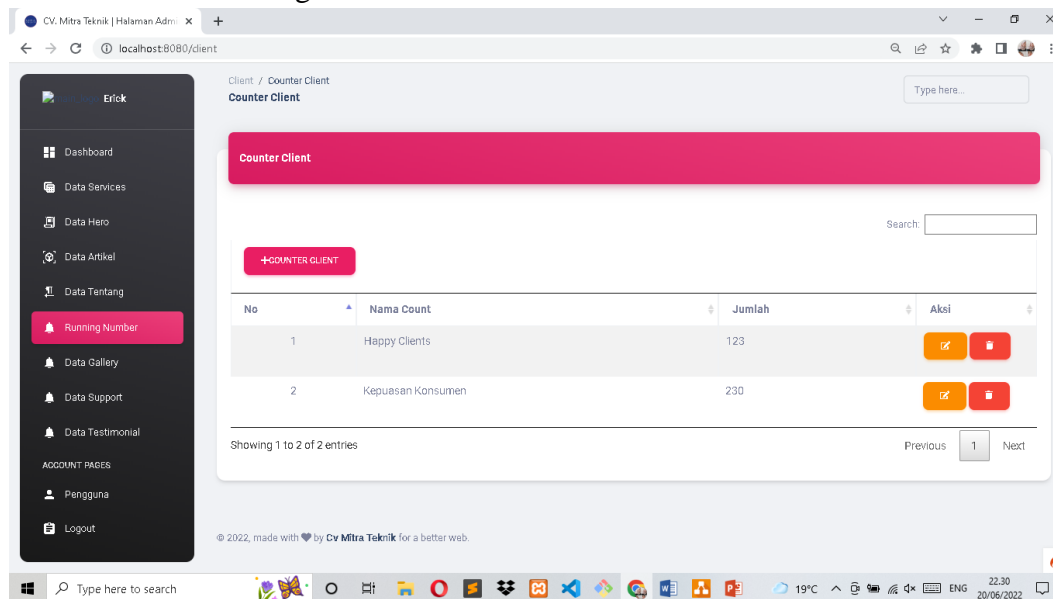 CV. Mitra Teknik | Halaman Admi
localhost:8080/client
Erick
Client / Counter Client
Counter Client
Type here...
Dashboard
Data Services
Data Hero
Data Artikel
Data Tentang
Running Number
Data Gallery
Data Support
Data Testimonial
ACCOUNT PAGES
Pengguna
Logout
Counter Client
Search:
+COUNTER CLIENT
No Nama Count Jumlah Aksi
1 Happy Clients 123
2 Kepuasan Konsumen 230
Showing 1 to 2 of 2 entries
Previous 1 Next
© 2022, made with by Cv Mitra Teknik for a better web.
Type here to search
19°C
ENG
22.30
20/06/2022